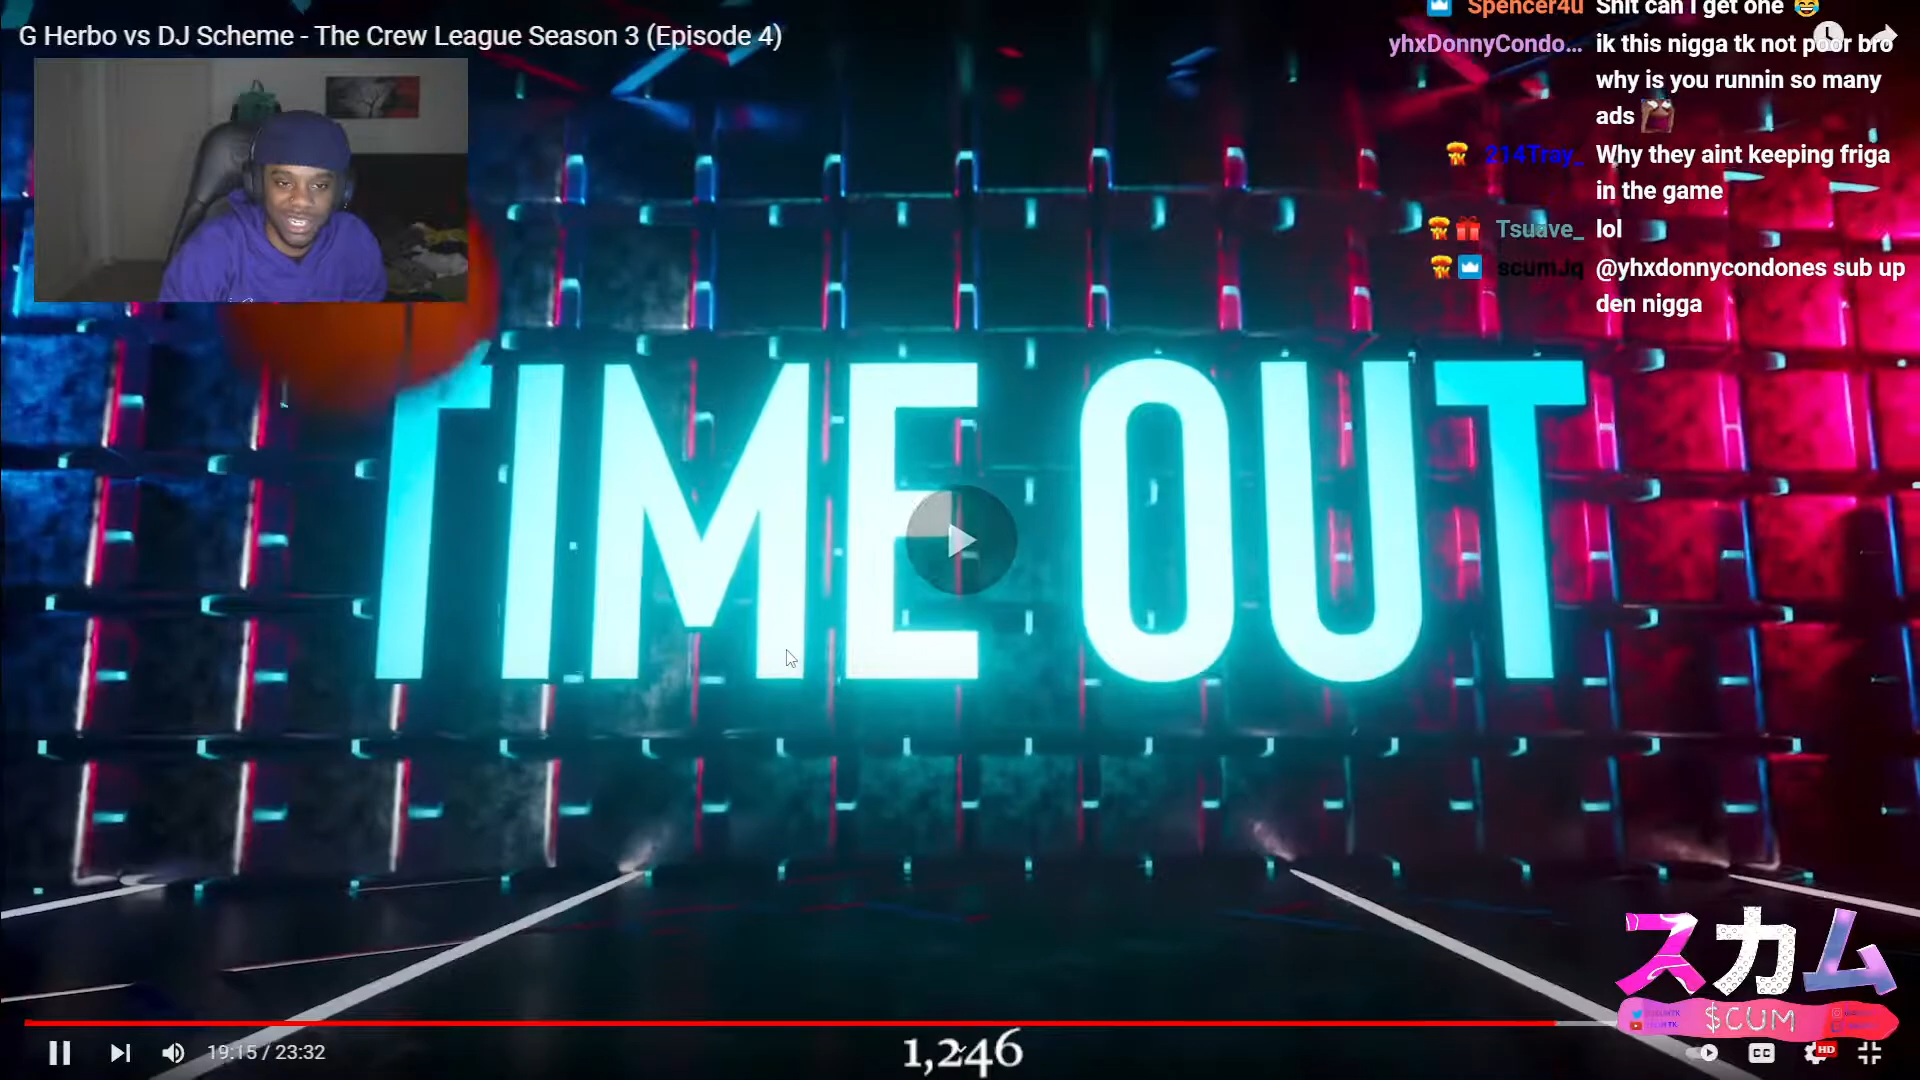 G Herbo vs DJ Scheme - The Crew League Season 3 (Episode 4)
Spencer4u Shit can I get one
yhxDonnyCondo... ik this nigga tk not poor bro
why is you runnin so many
ads
214Tray_ Why they aint keeping friga
in the game
Tsuave_ lol
scumJq @yhxdonnycondones sub up
den nigga
TIME OUT
スカム
$CUM
19:15 / 23:32
1,246
CC
HD